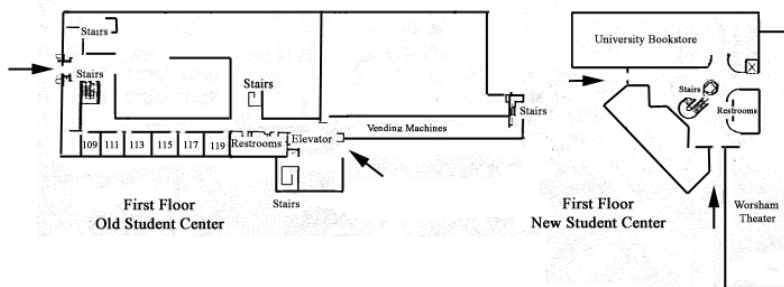 Stairs
Stairs
Stairs
Stairs
109 111 113 115 117 119 Restrooms Elevator
Vending Machines
Stairs
First Floor
Old Student Center
University Bookstore
Stairs
Restrooms
First Floor
New Student Center
Worsham
Theater